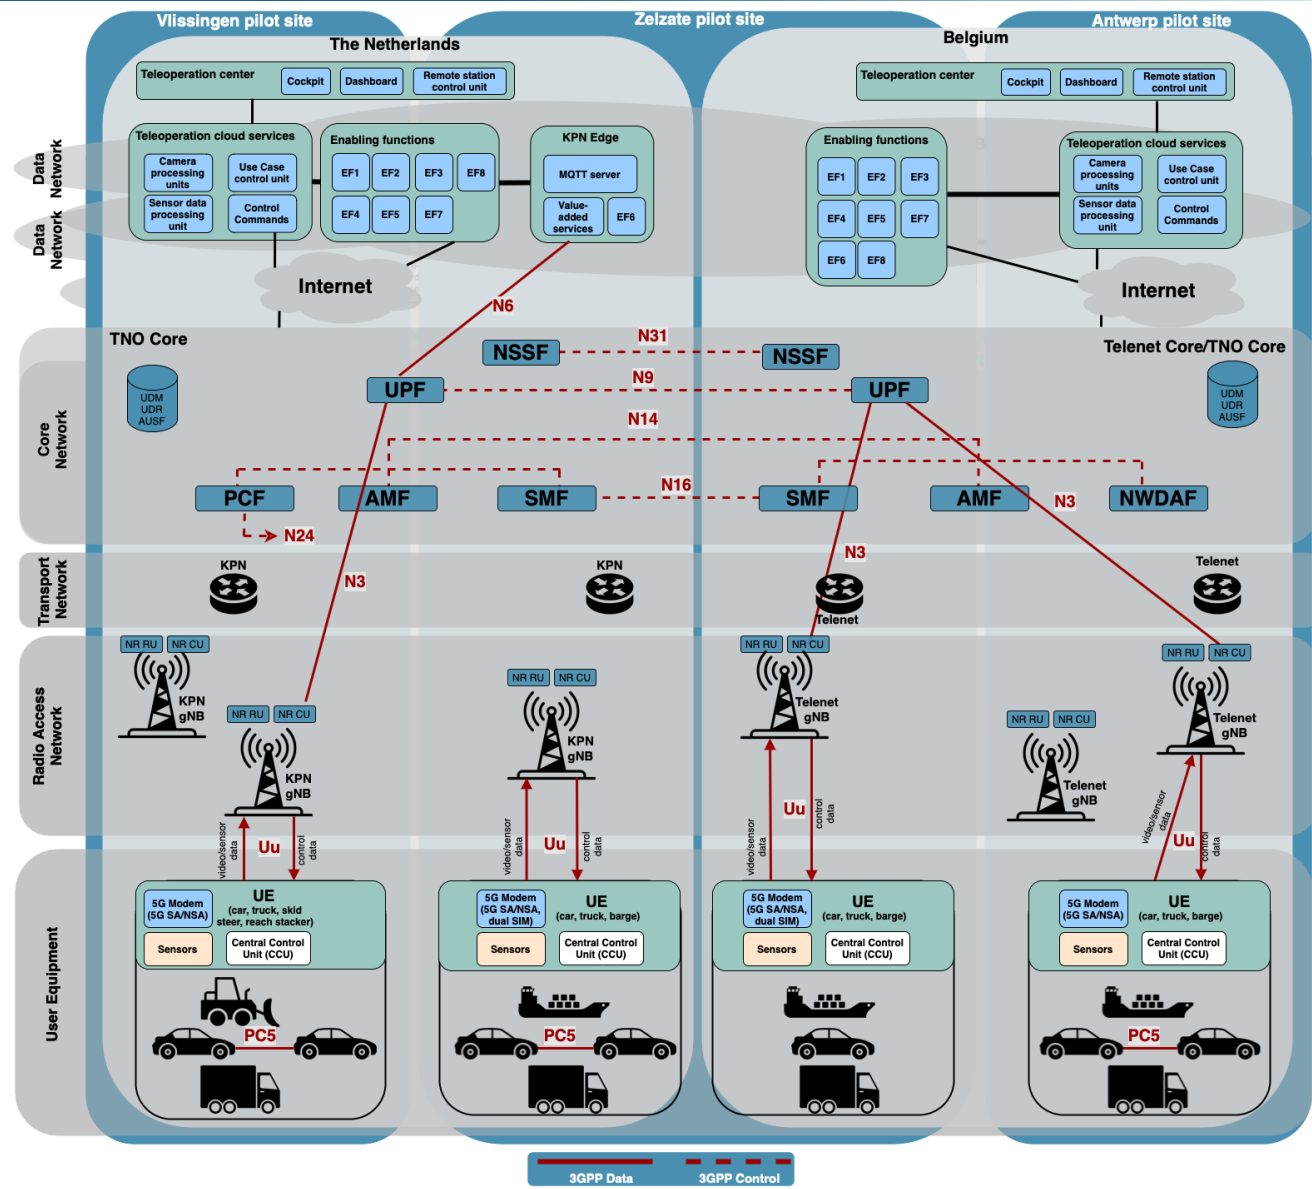 Vlissingen pilot site
Zelzate pilot site
Antwerp pilot site
The Netherlands
Belgium
Teleoperation center
Cockpit
Dashboard
Remote station
control unit
Teleoperation center
Cockpit
Dashboard
Remote station
control unit
Data
Network
Data
Network
Teleoperation cloud services
Camera
processing
units
Use Case
control unit
Sensor data
processing
unit
Control
Commands
Enabling functions
EF1
EF2
EF3
EF8
EF4
EF5
EF7
KPN Edge
MQTT server
Value-
added
services
EF6
Enabling functions
EF1
EF2
EF3
EF4
EF5
EF7
EF6
EF8
Teleoperation cloud services
Camera
processing
units
Use Case
control unit
Sensor data
processing
unit
Control
Commands
Internet
Internet
N6
Core
Network
TNO Core
Telenet Core/TNO Core
UDM
UDR
AUSF
UDM
UDR
AUSF
NSSF
N31
NSSF
UPF
N9
UPF
N14
PCF
AMF
SMF
N16
SMF
AMF
NWDAF
N24
N3
N3
N3
Transport
Network
KPN
KPN
Telenet
Telenet
Radio Access
Network
NR RU
NR CU
KPN
gNB
NR RU
NR CU
KPN
gNB
NR RU
NR CU
KPN
gNB
NR RU
NR CU
Telenet
gNB
NR RU
NR CU
Telenet
gNB
NR RU
NR CU
Telenet
gNB
video/sensor
data
Uu
control
data
video/sensor
data
Uu
control
data
video/sensor
data
Uu
control
data
video/sensor
data
Uu
control
data
User Equipment
5G Modem
(5G SA/NSA)
UE
(car, truck, skid
steer, reach stacker)
Sensors
Central Control
Unit (CCU)
PC5
5G Modem
(5G SA/NSA,
dual SIM)
UE
(car, truck, barge)
Sensors
Central Control
Unit (CCU)
PC5
5G Modem
(5G SA/NSA,
dual SIM)
UE
(car, truck, barge)
Sensors
Central Control
Unit (CCU)
5G Modem
(5G SA/NSA)
UE
(car, truck, barge)
Sensors
Central Control
Unit (CCU)
PC5
3GPP Data
3GPP Control